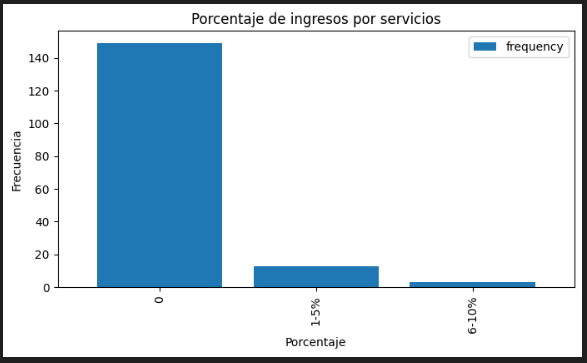 Porcentaje de ingresos por servicios
frequency
Frecuencia
140
120
100
80
60
40
20
0
0
1-5%
6-10%
Porcentaje